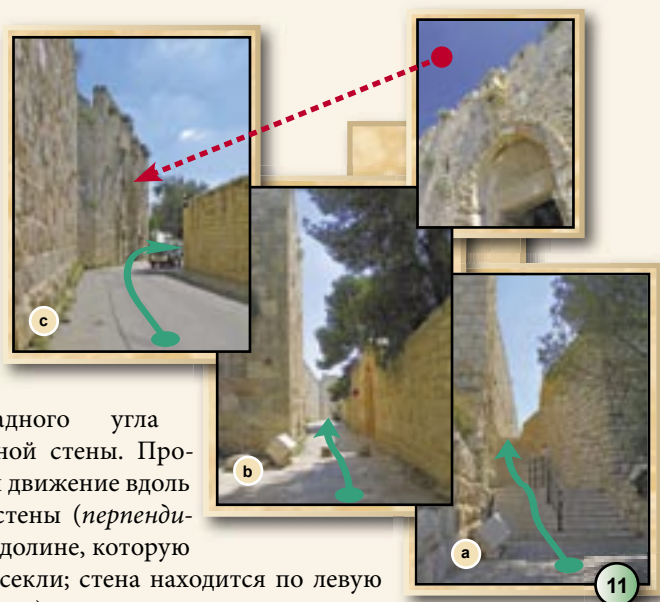 c
b
a
адного угла
ной стены. Про-
движение вдоль
стены (перпенди-
долине, которую
секли; стена находится по левую
11